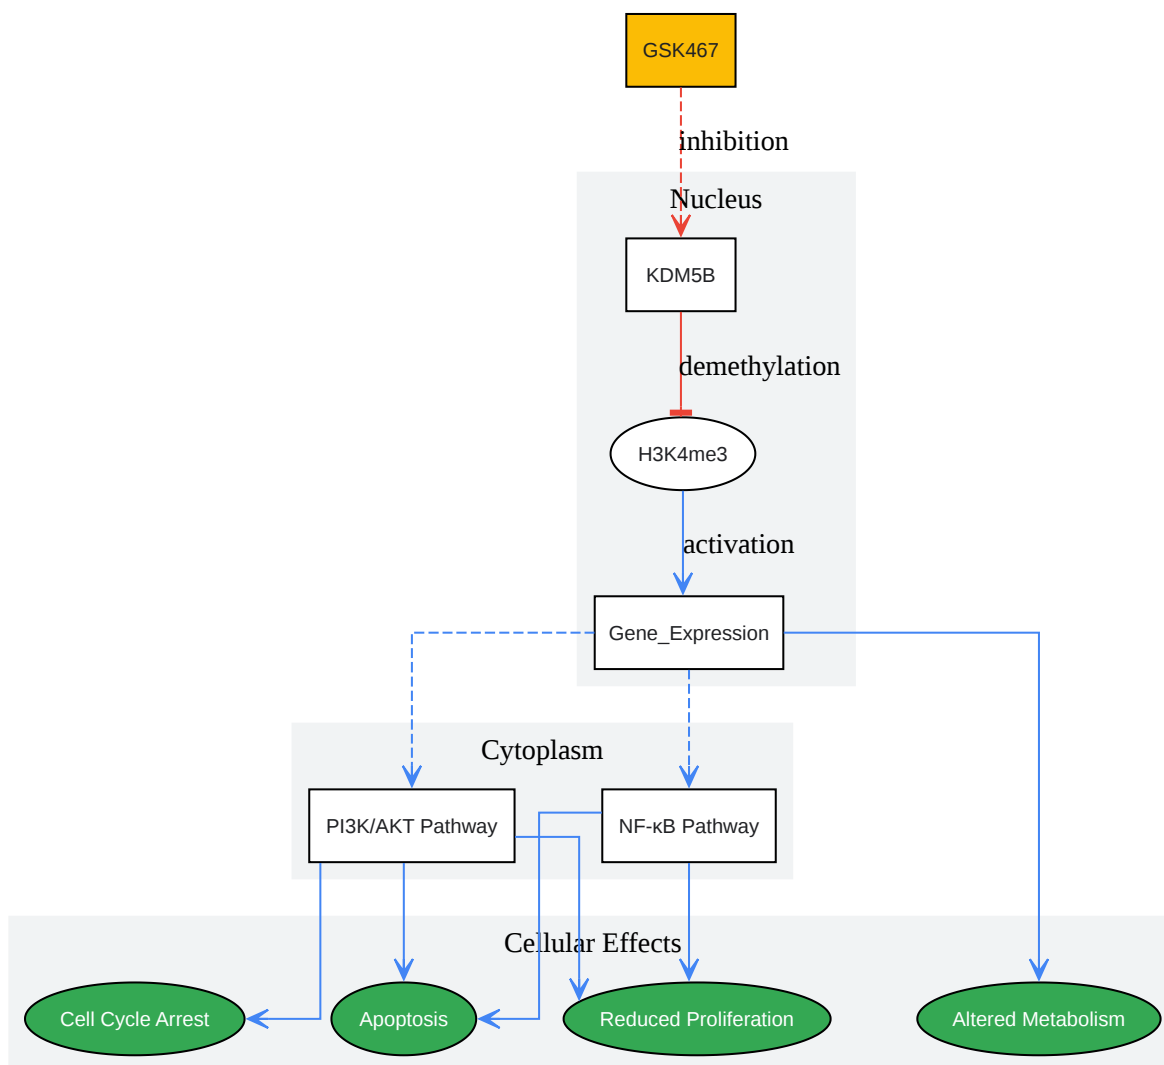 GSK467
inhibition
Nucleus
KDM5B
demethylation
H3K4me3
activation
Gene_Expression
Cytoplasm
PI3K/AKT Pathway
NF-κB Pathway
Cellular Effects
Cell Cycle Arrest
Apoptosis
Reduced Proliferation
Altered Metabolism